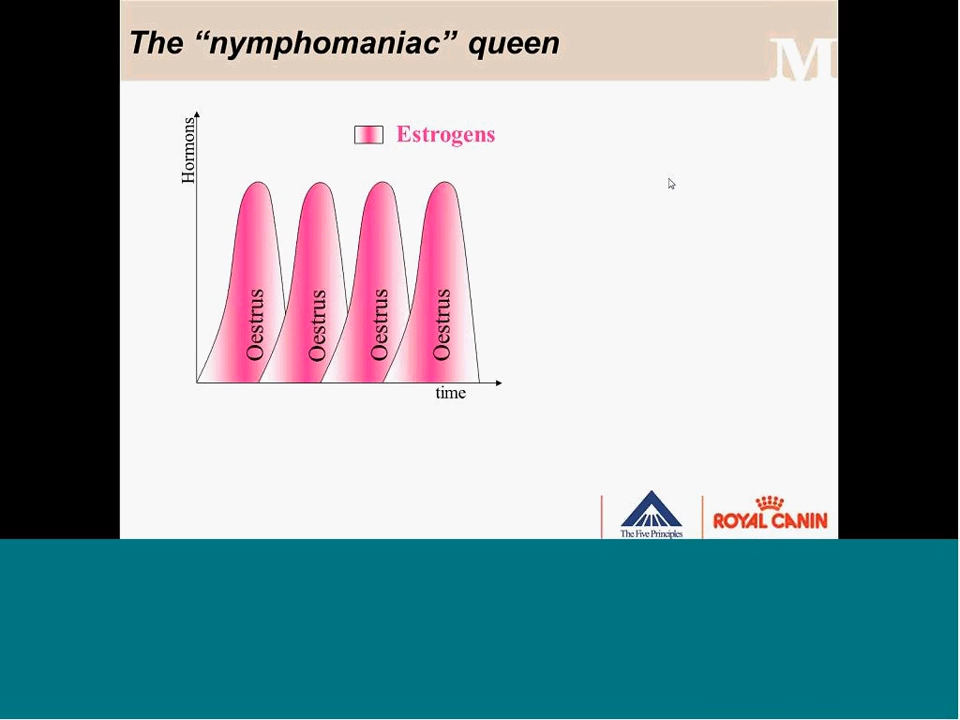 The “nymphomaniac” queen
M
Hormons
Estrogens
Oestrus
Oestrus
Oestrus
Oestrus
time
The Five Principles
ROYAL CANIN